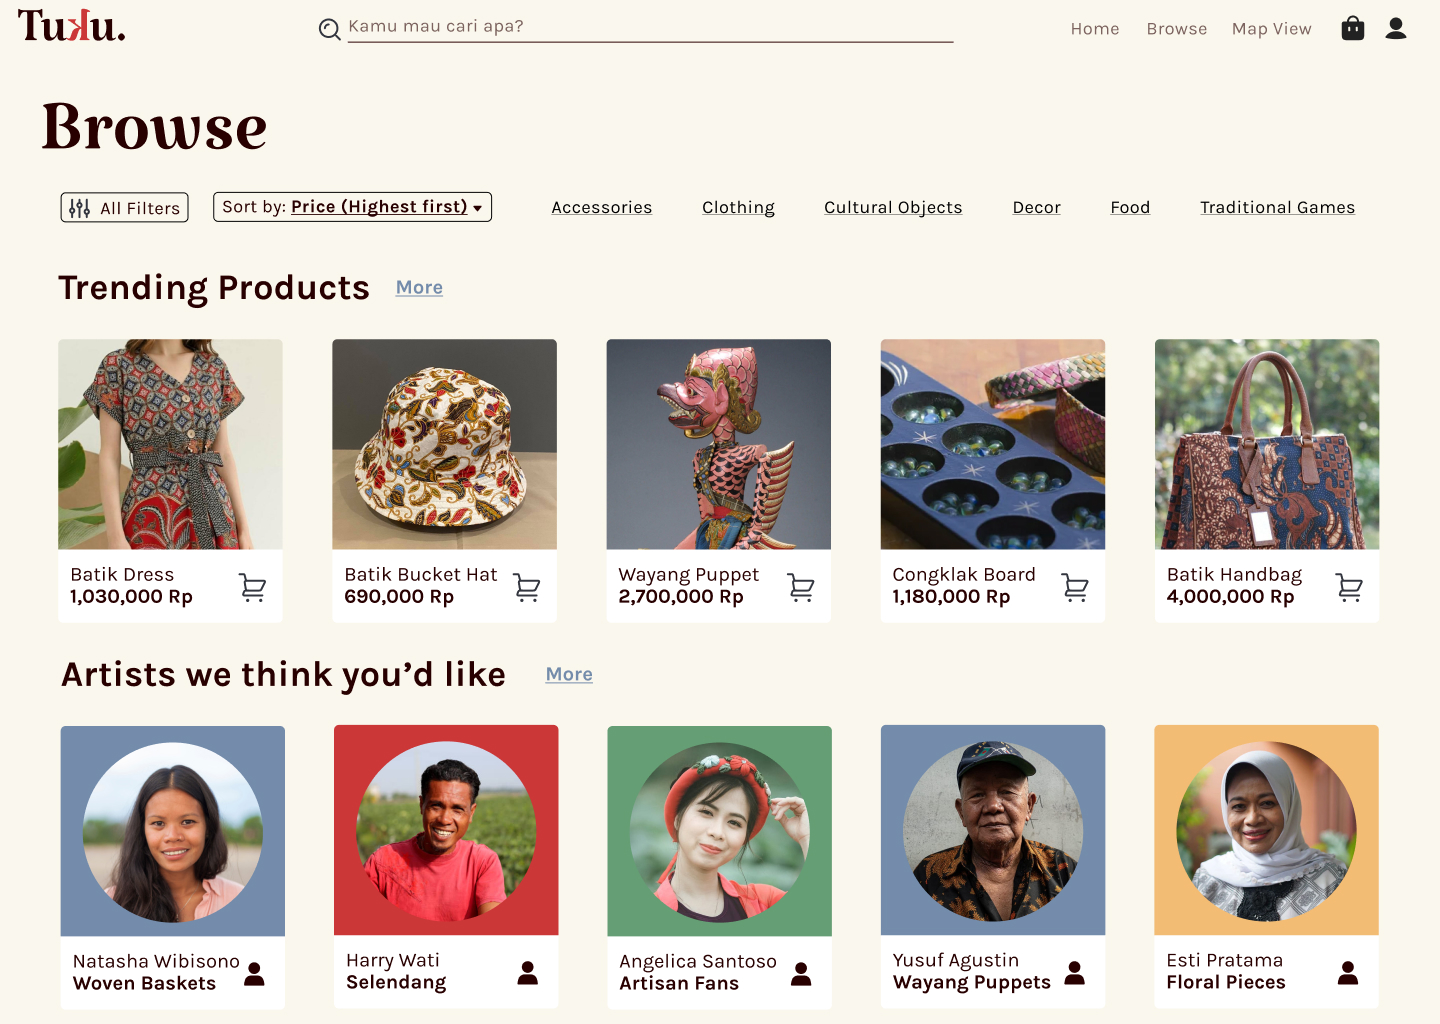 Tuku.
Kamu mau cari apa?
Home Browse Map View
Browse
All Filters
Sort by: Price (Highest first)
Accessories Clothing Cultural Objects Decor Food Traditional Games
Trending Products More
Batik Dress
1,030,000 Rp
Batik Bucket Hat
690,000 Rp
Wayang Puppet
2,700,000 Rp
Congklak Board
1,180,000 Rp
Batik Handbag
4,000,000 Rp
Artists we think you’d like More
Natasha Wibisono
Woven Baskets
Harry Wati
Selendang
Angelica Santoso
Artisan Fans
Yusuf Agustin
Wayang Puppets
Esti Pratama
Floral Pieces